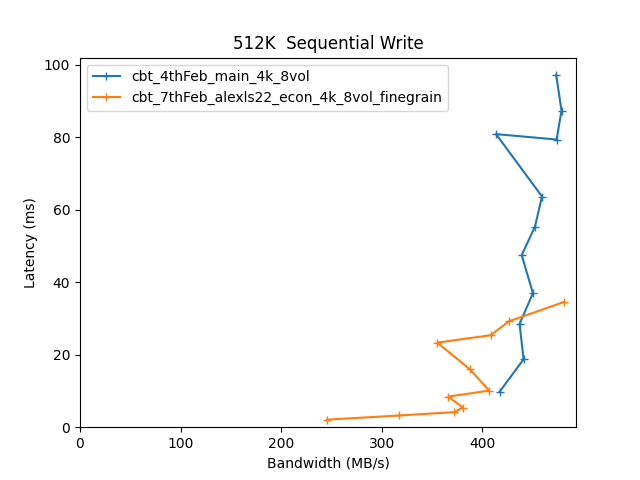 512K  Sequential Write
cbt_4thFeb_main_4k_8vol
cbt_7thFeb_alexls22_econ_4k_8vol_finegrain
100
80
60
40
20
0
Latency (ms)
0 100 200 300 400
Bandwidth (MB/s)